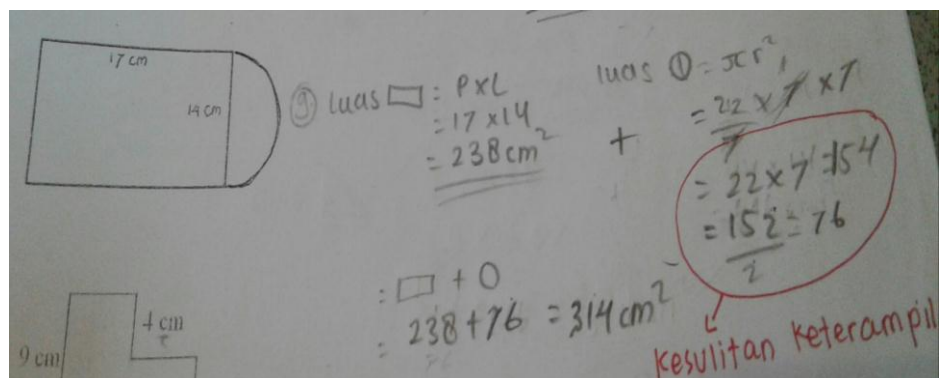 17 cm
14 cm
9 luas ▭ = P x L
= 17 x 14
= 238 cm²
+
luas ⦶ = πr²
= 22/7 x 7 x 7
= 22 x 7 = 154
= 152/2 = 76
= ▭ + O
= 238 + 76 = 314 cm²
Kesulitan Keterampil
4 cm
9 cm